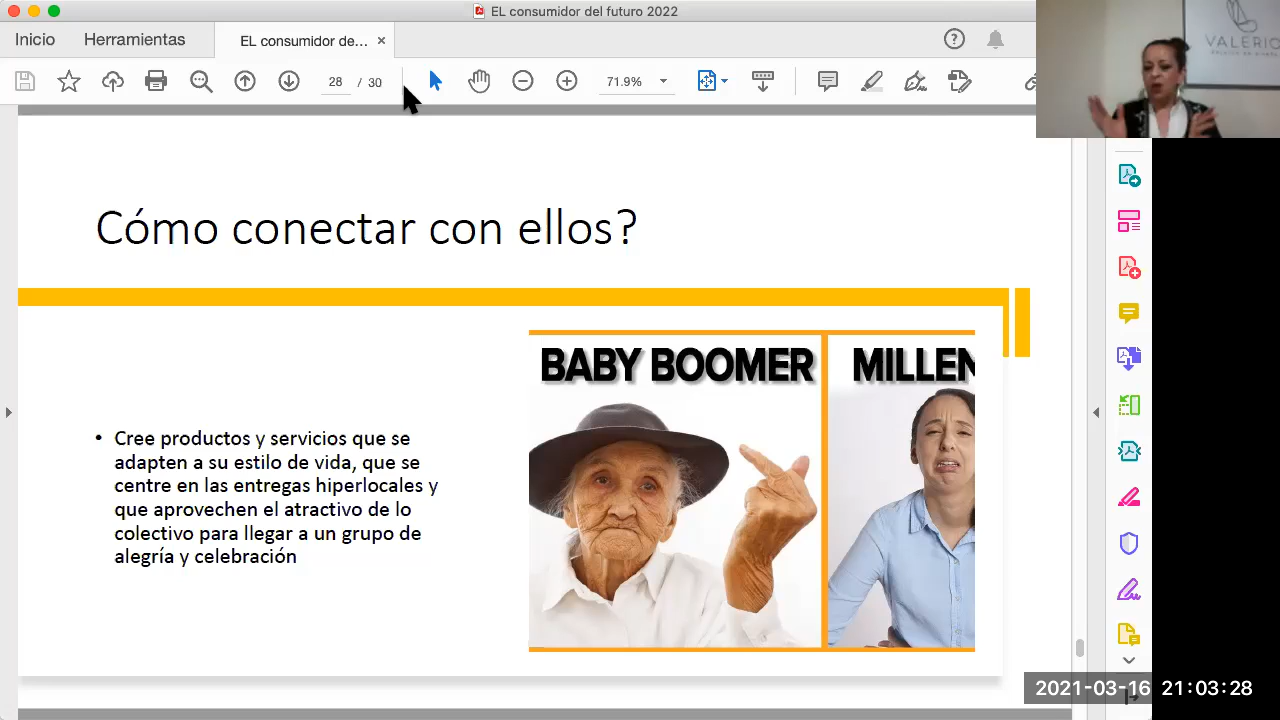 EL consumidor del futuro 2022
Inicio
Herramientas
EL consumidor de... ×
28 / 30
71.9%
VALERIO
Cómo conectar con ellos?
BABY BOOMER
MILLEN
• Cree productos y servicios que se
adapten a su estilo de vida, que se
centre en las entregas hiperlocales y
que aprovechen el atractivo de lo
colectivo para llegar a un grupo de
alegría y celebración
2021-03-16 21:03:28